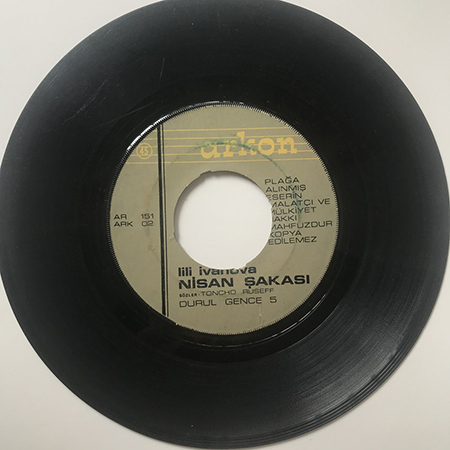 arkon
45
PLAĞA
ALINMIŞ
ESERİN
İMALATÇI VE
MÜLKİYET
HAKKI
MAHFUZDUR
KOPYA
EDİLEMEZ
AR 151
ARK 02
lili ivanova
NİSAN ŞAKASI
SÖZLER: TONCHO RUSEFF
DURUL GENCE 5